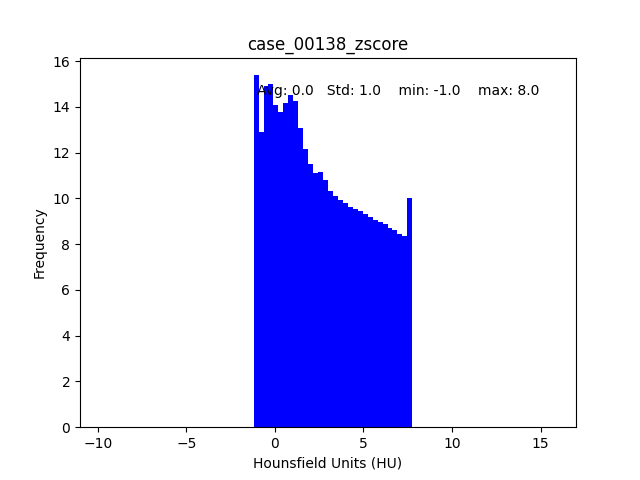 case_00138_zscore
Avg: 0.0 Std: 1.0 min: -1.0 max: 8.0
16
14
12
10
8
6
4
2
0
Frequency
−10 −5 0 5 10 15
Hounsfield Units (HU)